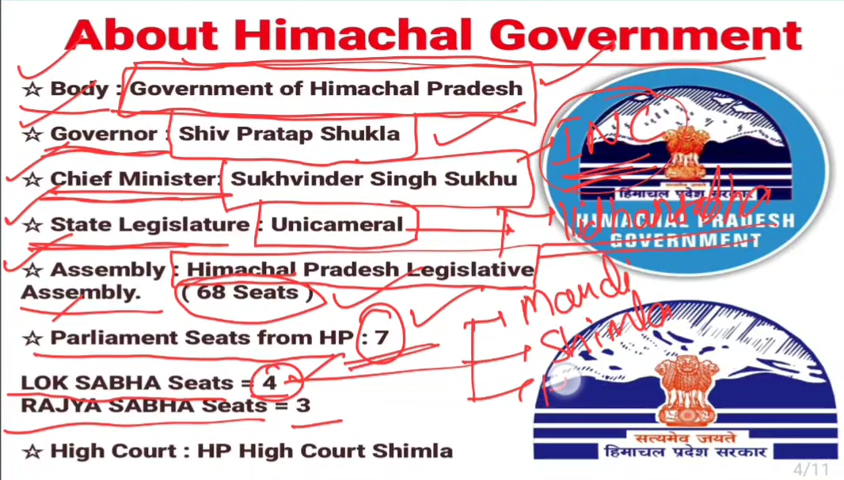 About Himachal Government
☆ Body : Government of Himachal Pradesh
☆ Governor : Shiv Pratap Shukla
☆ Chief Minister: Sukhvinder Singh Sukhu
☆ State Legislature : Unicameral
☆ Assembly : Himachal Pradesh Legislative
Assembly. ( 68 Seats )
☆ Parliament Seats from HP : 7
LOK SABHA Seats = 4
RAJYA SABHA Seats = 3
☆ High Court : HP High Court Shimla
INC
हिमाचल प्रदेश सरकार
HIMACHAL PRADESH
GOVERNMENT
Mandi
Shimla
सत्यमेव जयते
हिमाचल प्रदेश सरकार
4/11